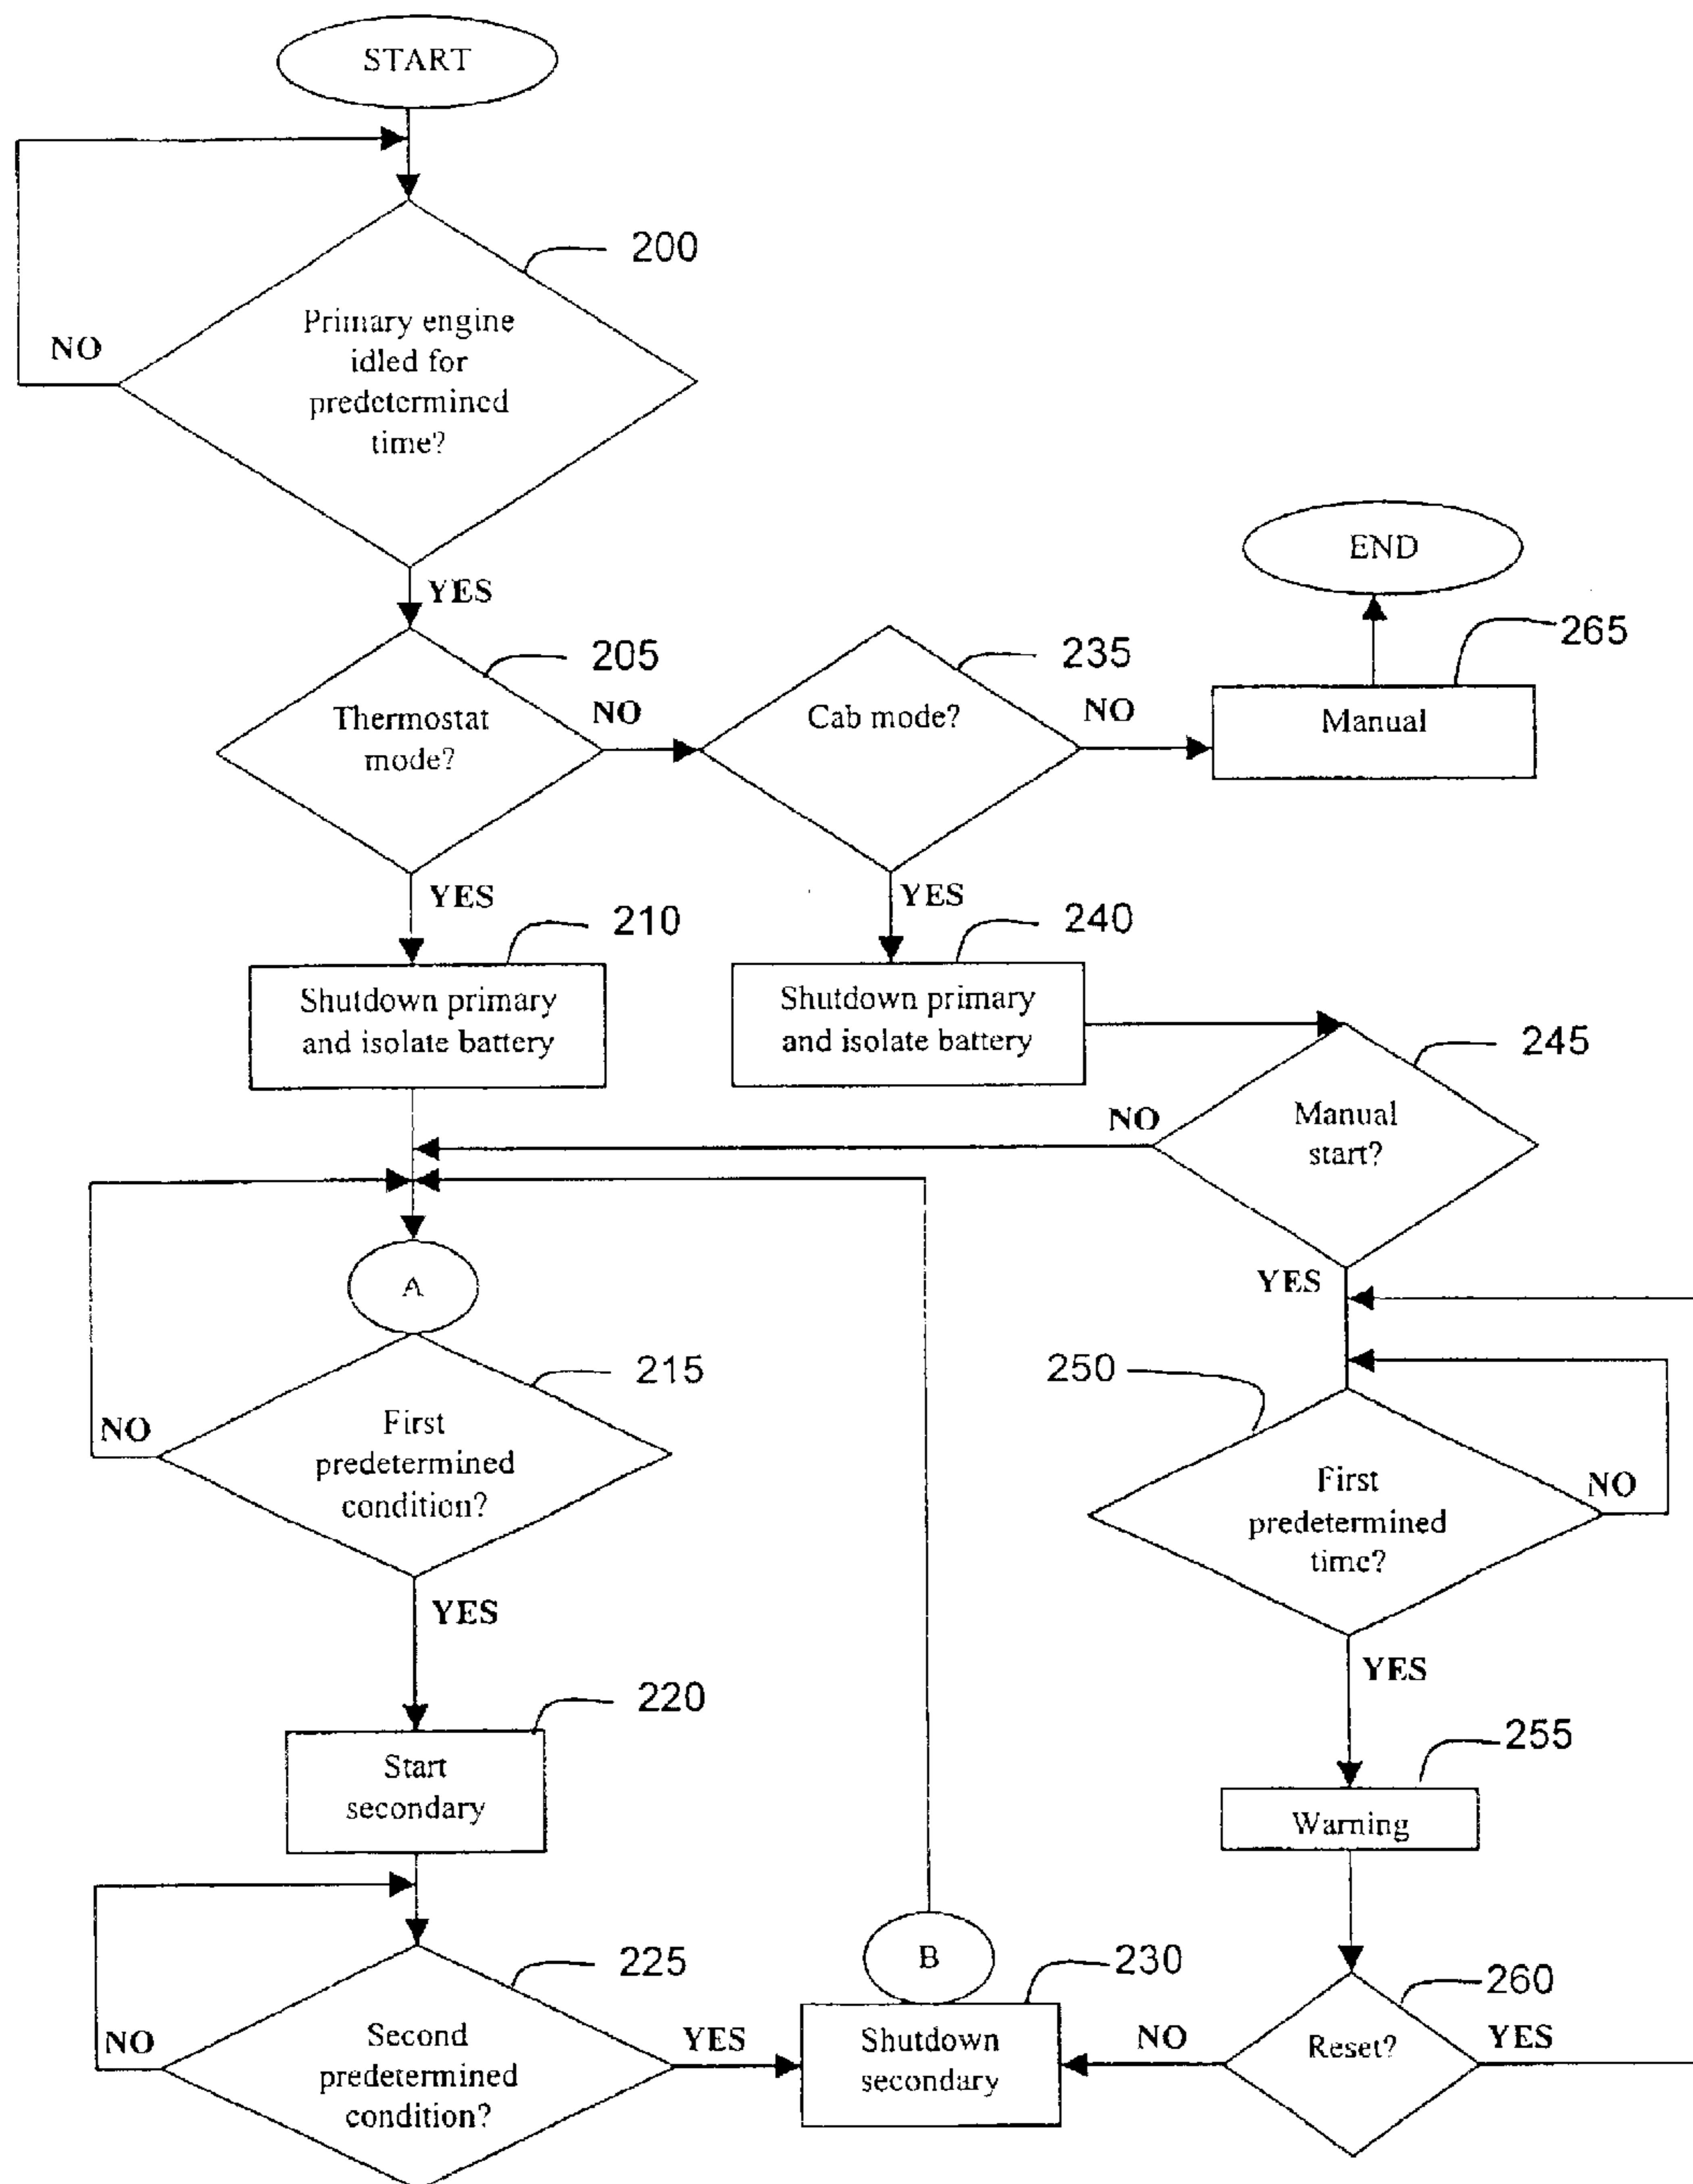 START
200
Primary engine
idled for
predetermined
time?
NO
YES
END
205
Thermostat
mode?
NO
235
Cab mode?
NO
265
Manual
YES
YES
210
Shutdown primary
and isolate battery
240
Shutdown primary
and isolate battery
245
Manual
start?
NO
YES
A
215
First
predetermined
condition?
NO
YES
250
First
predetermined
time?
NO
YES
220
Start
secondary
255
Warning
225
Second
predetermined
condition?
NO
YES
B
230
Shutdown
secondary
260
Reset?
NO
YES